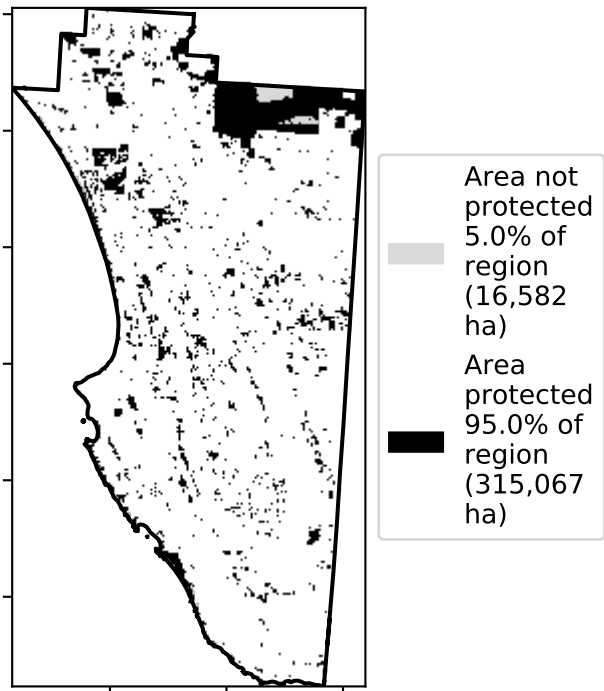 Area not
protected
5.0% of
region
(16,582
ha)
Area
protected
95.0% of
region
(315,067
ha)